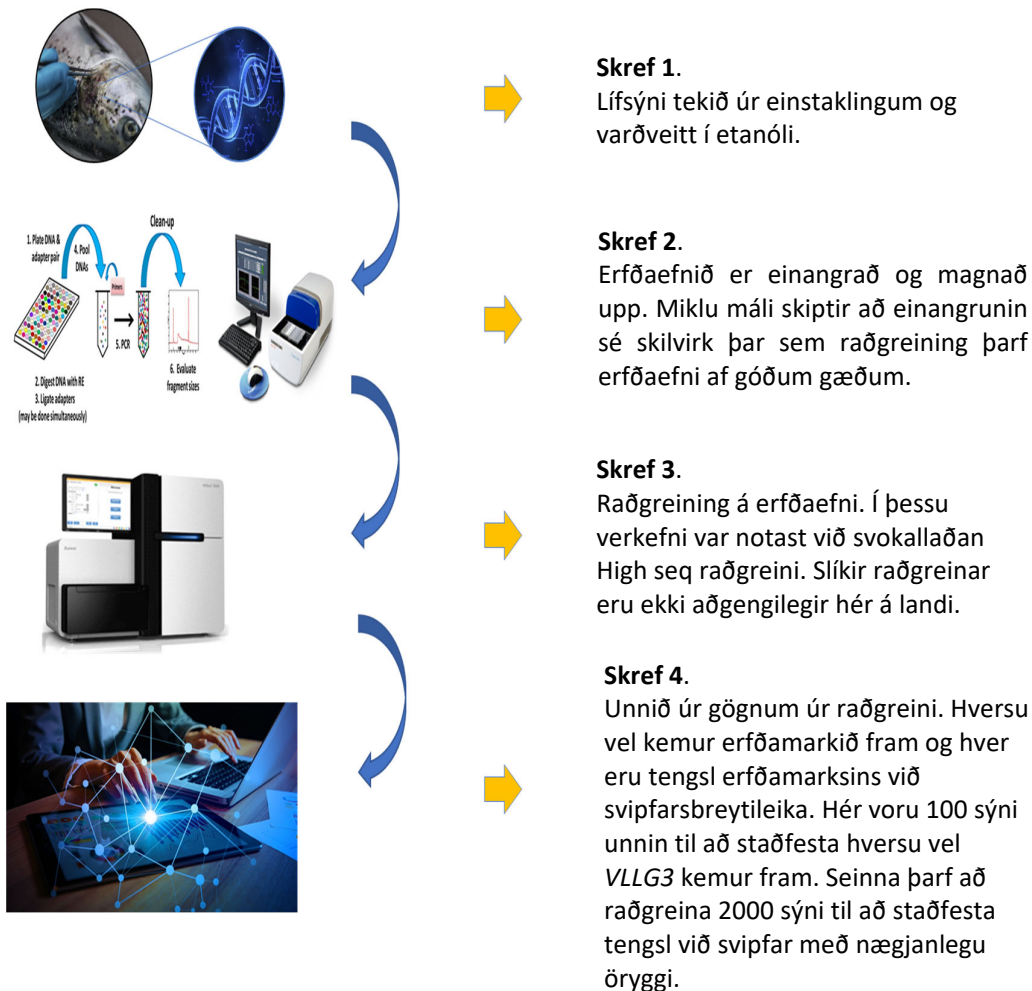 Skref 1.
Lífsýni tekið úr einstaklingum og
varðveitt í etanóli.
1. Plate DNA &
adapter pair
4. Pool
DNAs
Clean-up
Primers
5. PCR
6. Evaluate
fragment sizes
2. Digest DNA with RE
3. Ligate adapters
(may be done simultaneously)
Skref 2.
Erfðaefnið er einangrað og magnað
upp. Miklu máli skiptir að einangrunin
sé skilvirk þar sem raðgreining þarf
erfðaefni af góðum gæðum.
Skref 3.
Raðgreining á erfðaefni. Í þessu
verkefni var notast við svokallaðan
High seq raðgreini. Slíkir raðgreinar
eru ekki aðgengilegir hér á landi.
Skref 4.
Unnið úr gögnum úr raðgreini. Hversu
vel kemur erfðamarkið fram og hver
eru tengsl erfðamarksins við
svipfarsbreytileika. Hér voru 100 sýni
unnin til að staðfesta hversu vel
VLLG3 kemur fram. Seinna þarf að
raðgreina 2000 sýni til að staðfesta
tengsl við svipfar með nægjanlegu
öryggi.